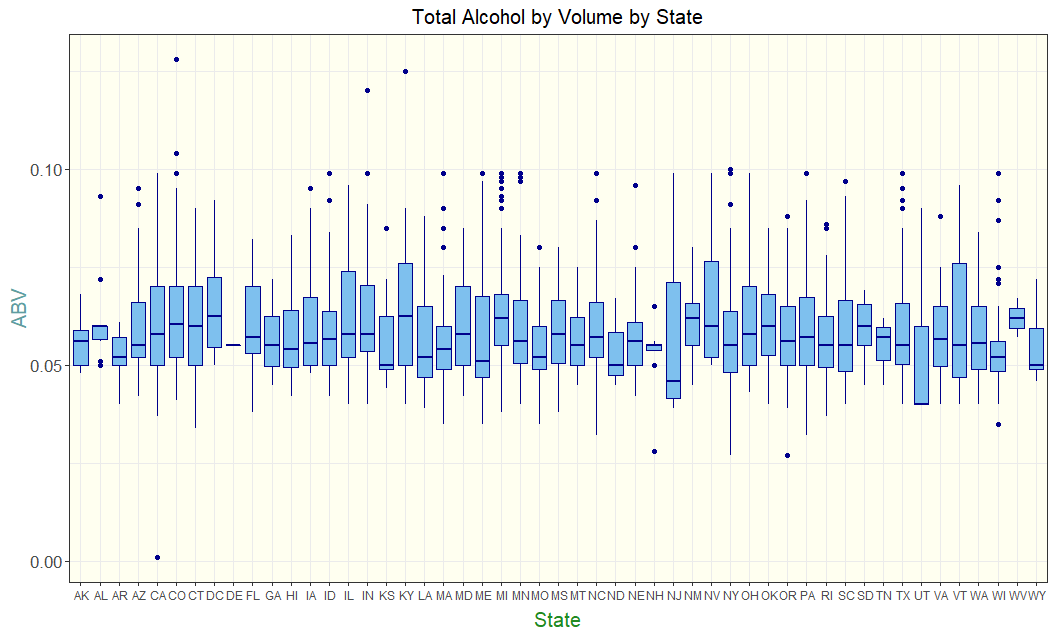 Total Alcohol by Volume by State
ABV
0.10
0.05
0.00
AK AL AR AZ CA CO CT DC DE FL GA HI IA ID IL IN KS KY LA MA MD ME MI MN MO MS MT NC ND NE NH NJ NM NV NY OH OK OR PA RI SC SD TN TX UT VA VT WA WI WV WY
State